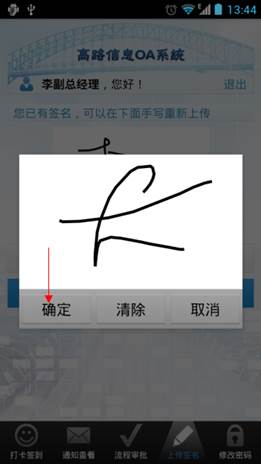 13:44
高路信息OA系統
李副总经理，您好！ 退出
您已有签名，可以在下面手写重新上传
确定 清除 取消
打卡签到 通知查看 流程审批 上传签名 修改密码